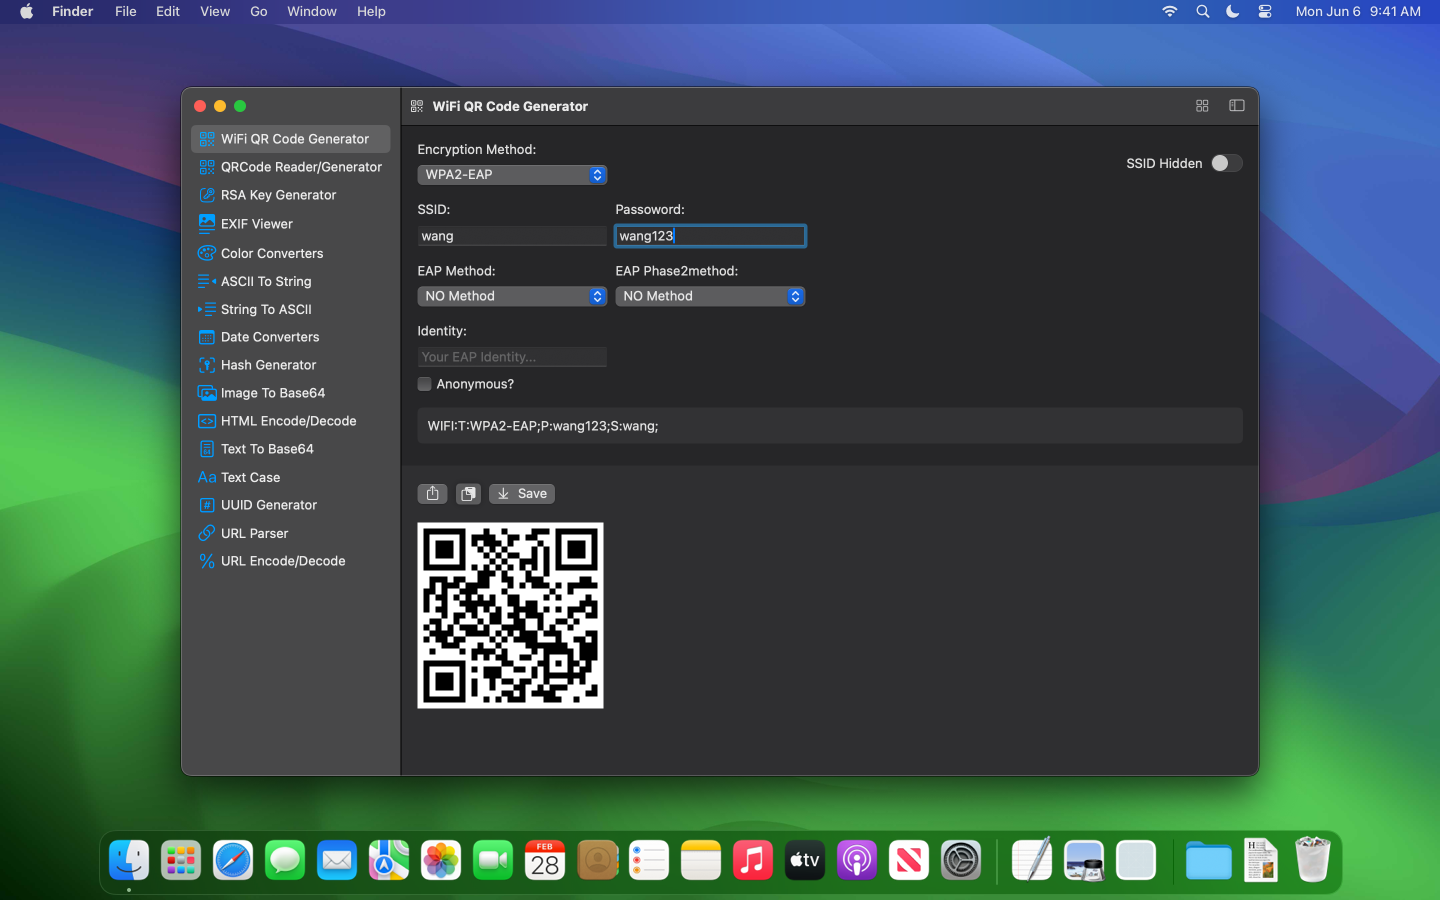 Finder File Edit View Go Window Help Mon Jun 6 9:41 AM
WiFi QR Code Generator
QRCode Reader/Generator
RSA Key Generator
EXIF Viewer
Color Converters
ASCII To String
String To ASCII
Date Converters
Hash Generator
Image To Base64
HTML Encode/Decode
64 Text To Base64
Aa Text Case
# UUID Generator
URL Parser
% URL Encode/Decode
WiFi QR Code Generator
Encryption Method:
WPA2-EAP
SSID Hidden
SSID: Passoword:
wang wang123
EAP Method: EAP Phase2method:
NO Method NO Method
Identity:
Your EAP Identity...
Anonymous?
WIFI:T:WPA2-EAP;P:wang123;S:wang;
Save
FEB
28
tv